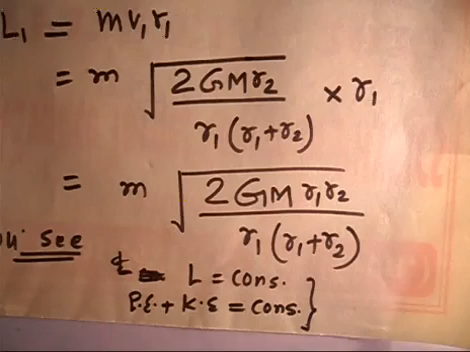 L₁ = mv₁r₁
= m √(2GMr₂ / r₁(r₁+r₂)) × r₁
= m √(2GM r₁r₂ / r₁(r₁+r₂))
see
L = cons.
P.E. + K.E = cons. }